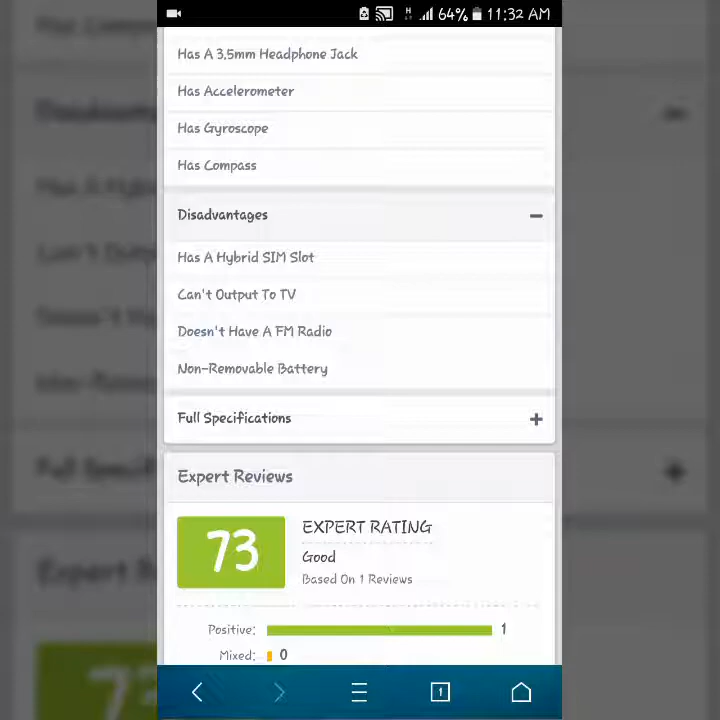 64% 11:32 AM
Has A 3.5mm Headphone Jack
Has Accelerometer
Has Gyroscope
Has Compass
Disadvantages
Has A Hybrid SIM Slot
Can't Output To TV
Doesn't Have A FM Radio
Non-Removable Battery
Full Specifications
Expert Reviews
73
EXPERT RATING
Good
Based On 1 Reviews
Positive: 1
Mixed: 0
1